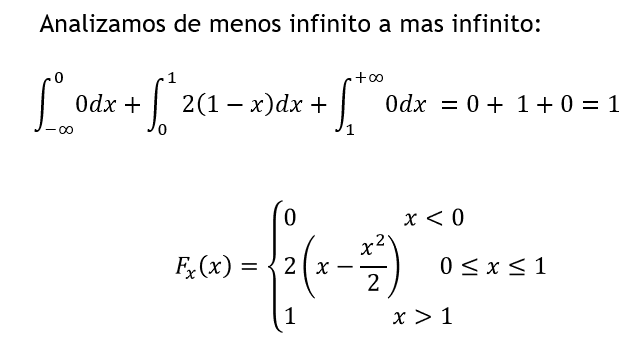 Analizamos de menos infinito a mas infinito:
∫_{-∞}^{0} 0dx + ∫_{0}^{1} 2(1 − x)dx + ∫_{1}^{+∞} 0dx = 0 + 1 + 0 = 1
F_x(x) = { 0 x < 0
2(x − x²/2) 0 ≤ x ≤ 1
1 x > 1